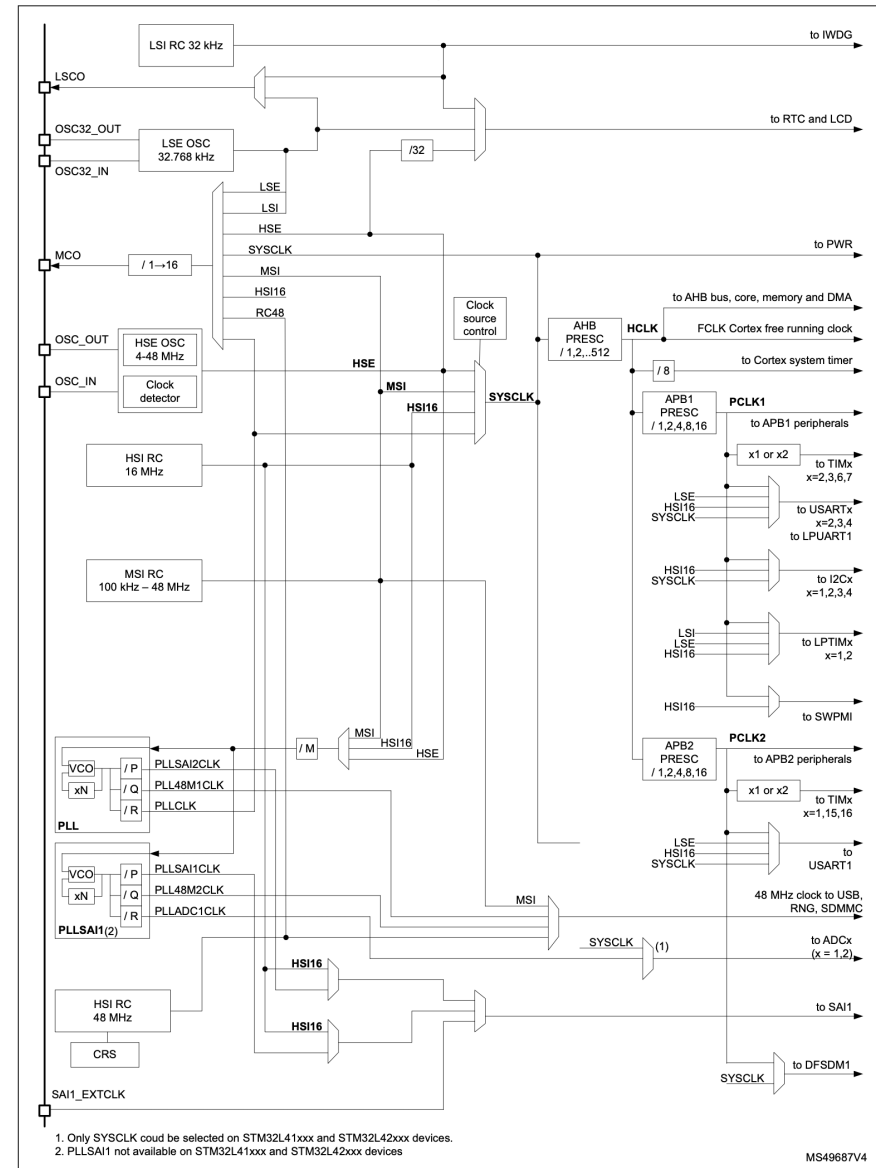 LSI RC 32 kHz
to IWDG
LSCO
to RTC and LCD
OSC32_OUT
LSE OSC
32.768 kHz
/32
OSC32_IN
LSE
LSI
HSE
SYSCLK
to PWR
MCO
/ 1→16
MSI
HSI16
RC48
Clock
source
control
to AHB bus, core, memory and DMA
AHB
PRESC
/ 1,2,..512
HCLK
FCLK Cortex free running clock
OSC_OUT
HSE OSC
4-48 MHz
HSE
to Cortex system timer
/ 8
OSC_IN
Clock
detector
MSI
SYSCLK
HSI16
APB1
PRESC
/ 1,2,4,8,16
PCLK1
to APB1 peripherals
HSI RC
16 MHz
x1 or x2
to TIMx
x=2,3,6,7
LSE
HSI16
SYSCLK
to USARTx
x=2,3,4
to LPUART1
MSI RC
100 kHz – 48 MHz
HSI16
SYSCLK
to I2Cx
x=1,2,3,4
LSI
LSE
HSI16
to LPTIMx
x=1,2
HSI16
to SWPMI
MSI
HSI16
HSE
/ M
APB2
PRESC
/ 1,2,4,8,16
PCLK2
to APB2 peripherals
VCO
xN
/ P
/ Q
/ R
PLLSAI2CLK
PLL48M1CLK
PLLCLK
PLL
x1 or x2
to TIMx
x=1,15,16
LSE
HSI16
SYSCLK
to
USART1
VCO
xN
/ P
/ Q
/ R
PLLSAI1CLK
PLL48M2CLK
PLLADC1CLK
PLLSAI1(2)
MSI
48 MHz clock to USB,
RNG, SDMMC
SYSCLK
(1)
to ADCx
(x = 1,2)
HSI16
HSI RC
48 MHz
to SAI1
HSI16
CRS
to DFSDM1
SYSCLK
SAI1_EXTCLK
1. Only SYSCLK coud be selected on STM32L41xxx and STM32L42xxx devices.
2. PLLSAI1 not available on STM32L41xxx and STM32L42xxx devices
MS49687V4